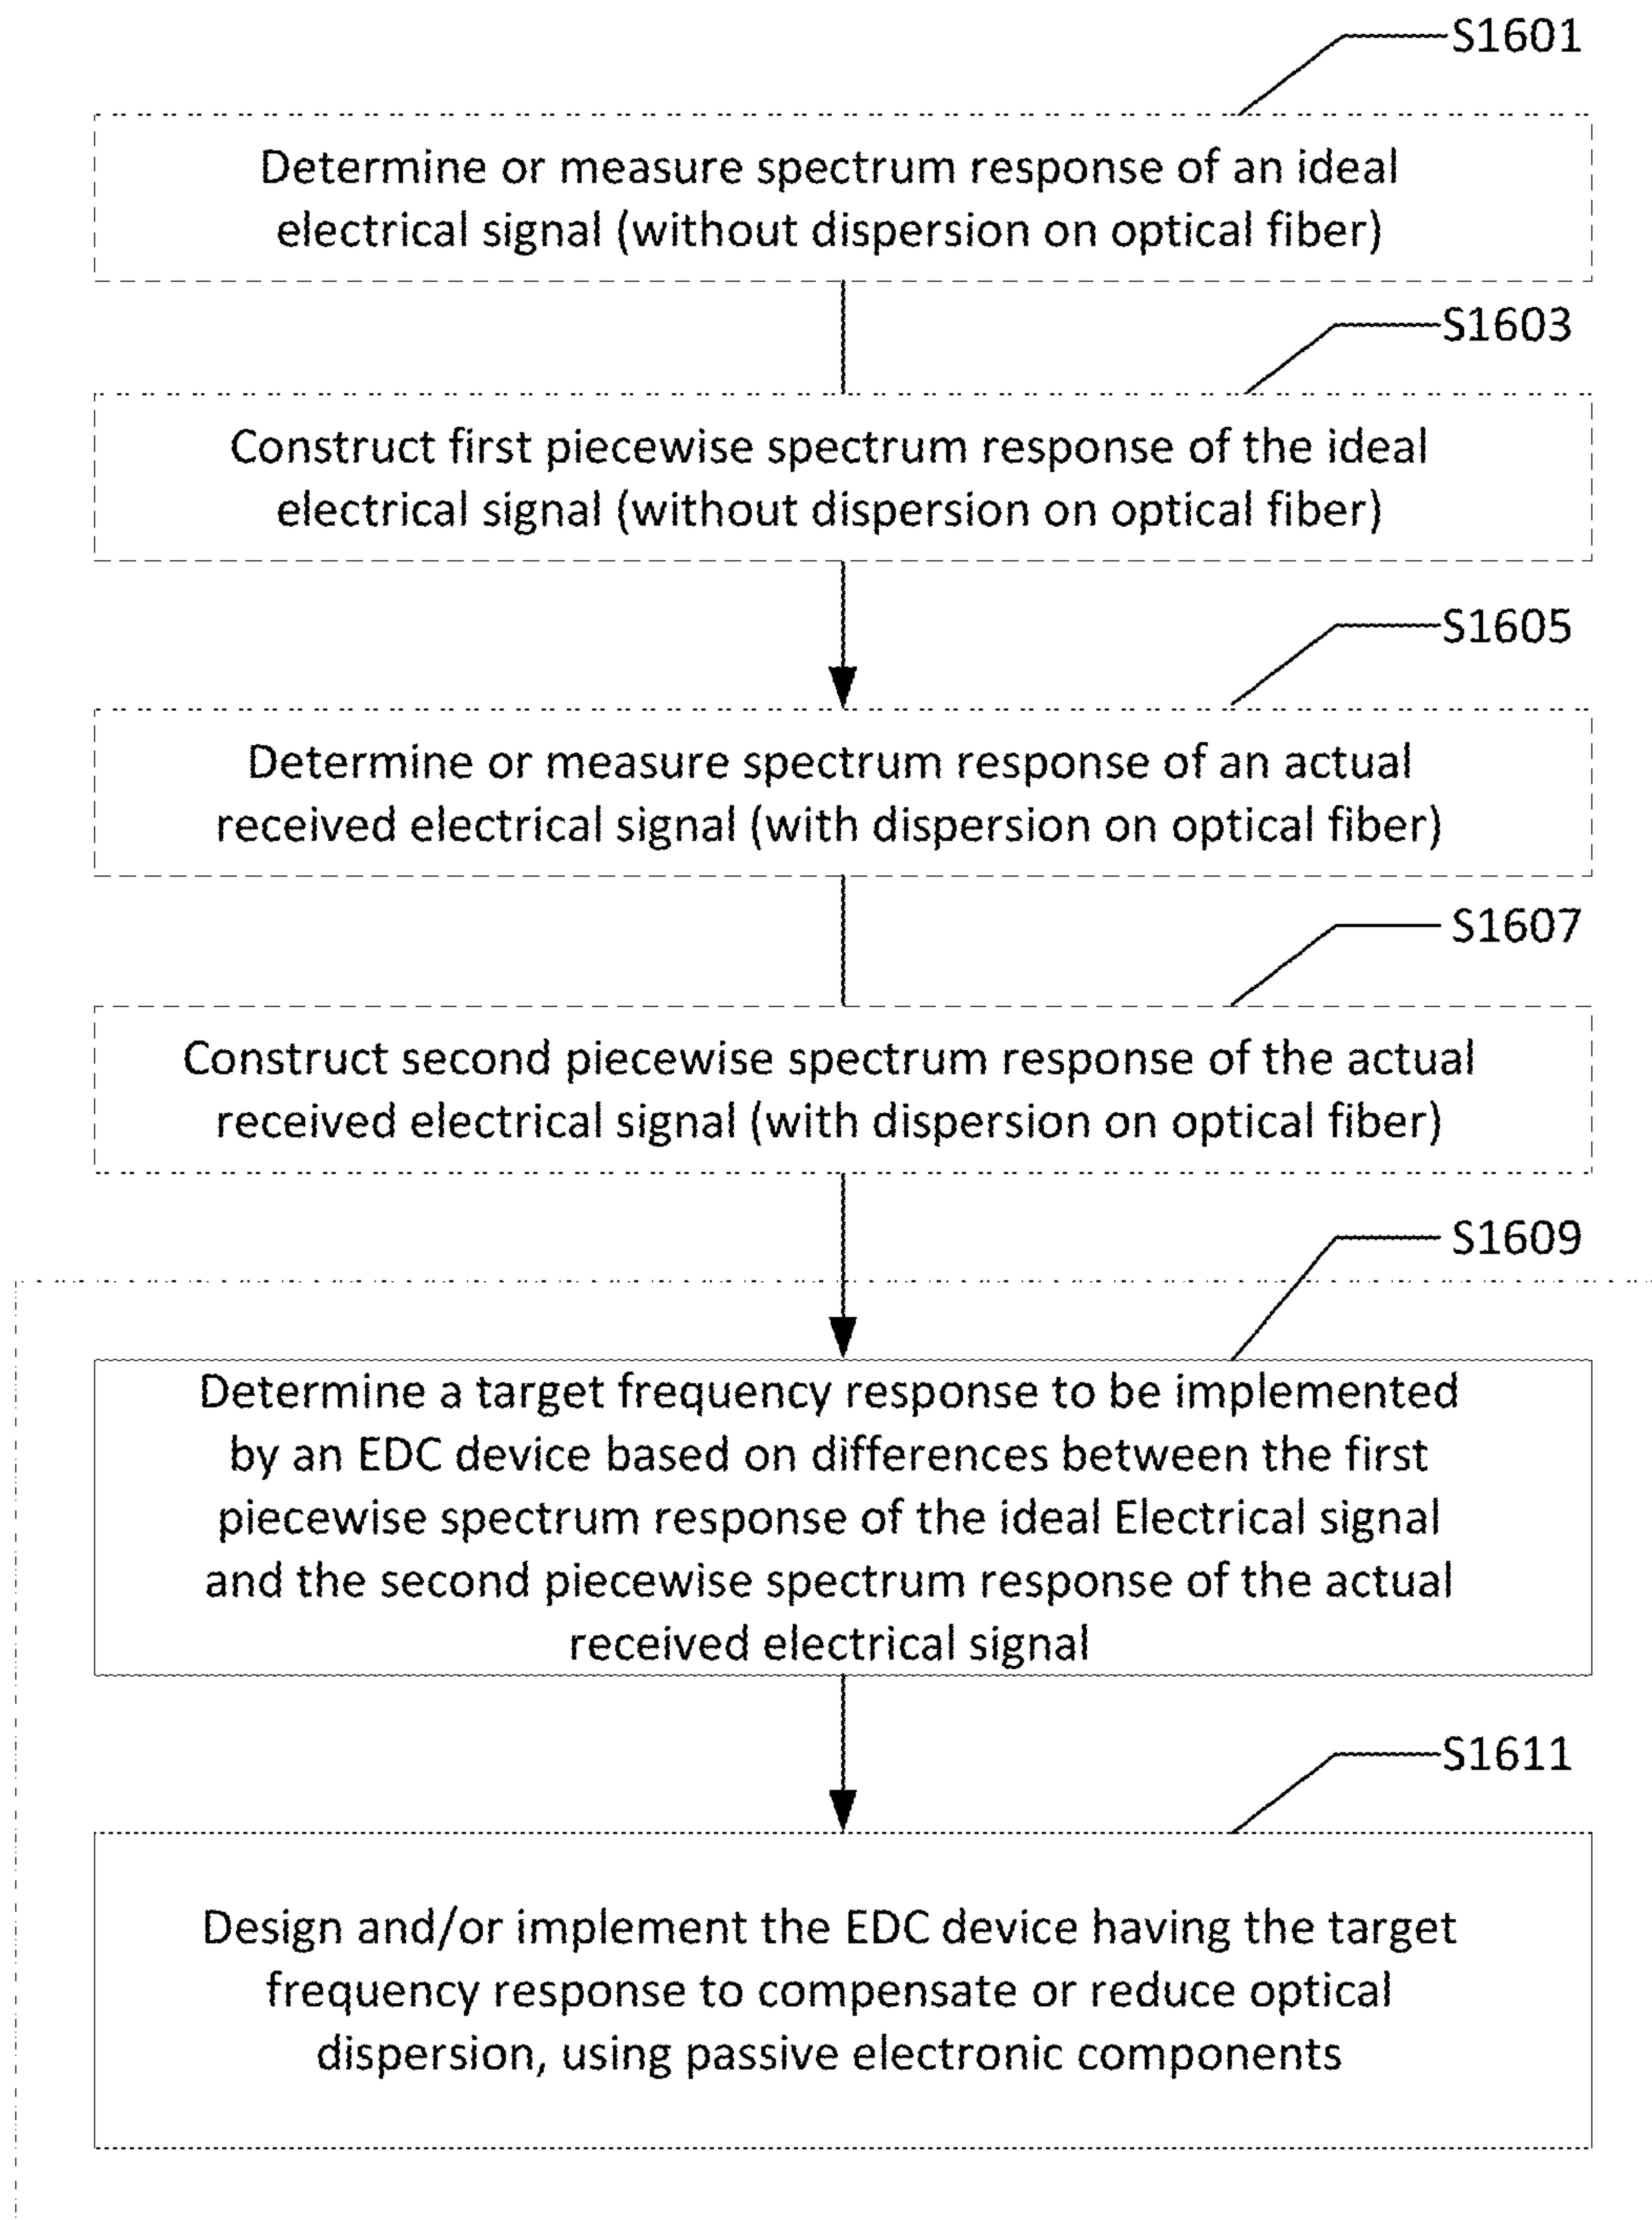 S1601
Determine or measure spectrum response of an ideal
electrical signal (without dispersion on optical fiber)
S1603
Construct first piecewise spectrum response of the ideal
electrical signal (without dispersion on optical fiber)
S1605
Determine or measure spectrum response of an actual
received electrical signal (with dispersion on optical fiber)
S1607
Construct second piecewise spectrum response of the actual
received electrical signal (with dispersion on optical fiber)
S1609
Determine a target frequency response to be implemented
by an EDC device based on differences between the first
piecewise spectrum response of the ideal Electrical signal
and the second piecewise spectrum response of the actual
received electrical signal
S1611
Design and/or implement the EDC device having the target
frequency response to compensate or reduce optical
dispersion, using passive electronic components